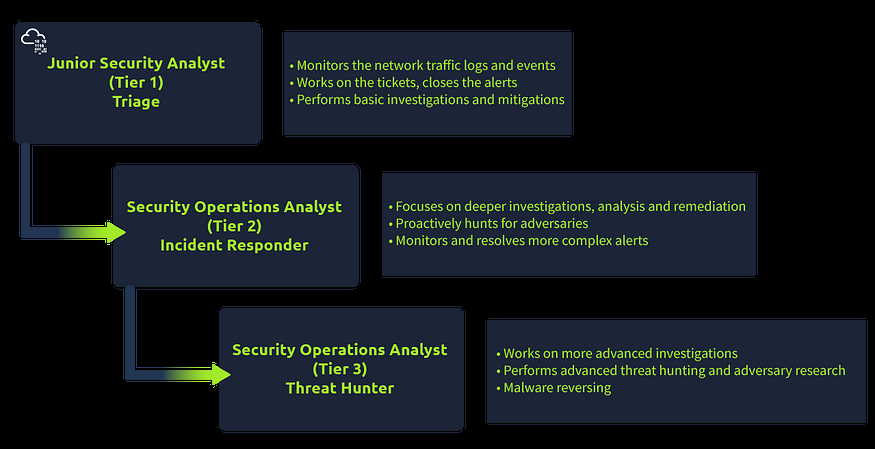 Junior Security Analyst
(Tier 1)
Triage
• Monitors the network traffic logs and events
• Works on the tickets, closes the alerts
• Performs basic investigations and mitigations
Security Operations Analyst
(Tier 2)
Incident Responder
• Focuses on deeper investigations, analysis and remediation
• Proactively hunts for adversaries
• Monitors and resolves more complex alerts
Security Operations Analyst
(Tier 3)
Threat Hunter
• Works on more advanced investigations
• Performs advanced threat hunting and adversary research
• Malware reversing